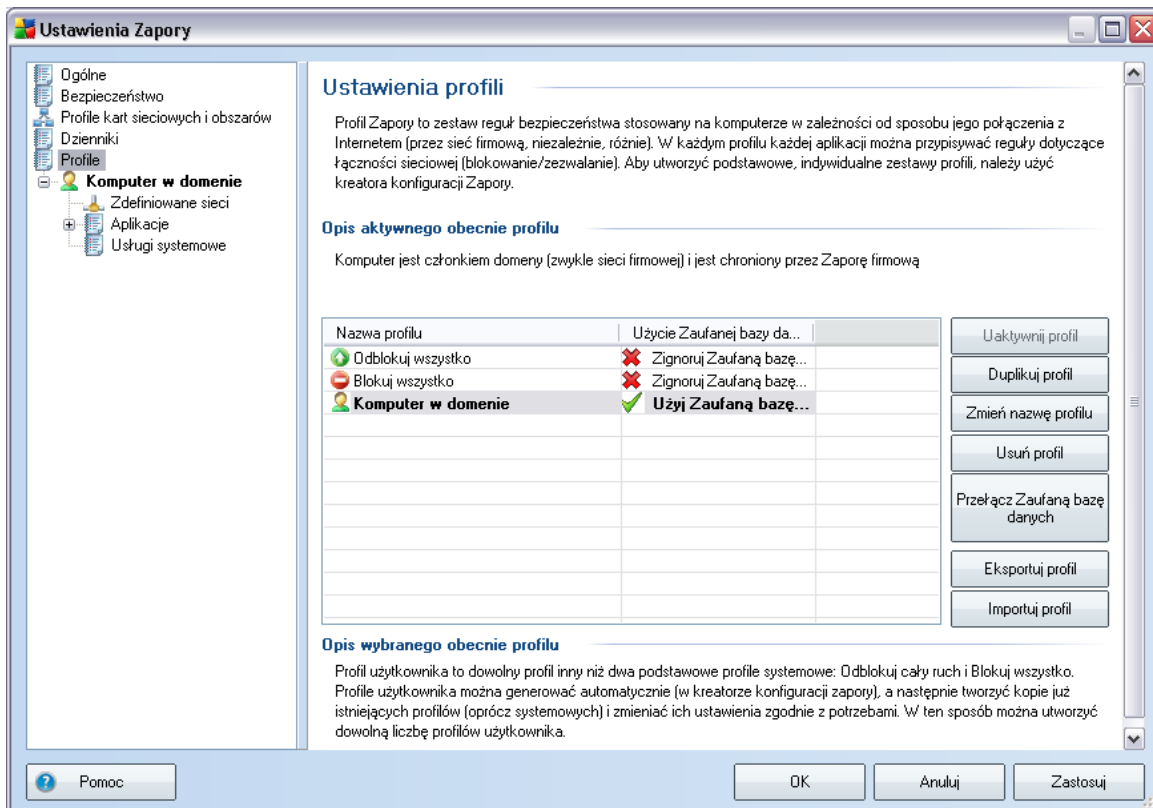 Ustawienia Zapory
Ogólne
Bezpieczeństwo
Profile kart sieciowych i obszarów
Dzienniki
Profile
Komputer w domenie
Zdefiniowane sieci
Aplikacje
Usługi systemowe
Ustawienia profili
Profil Zapory to zestaw reguł bezpieczeństwa stosowany na komputerze w zależności od sposobu jego połączenia z
Internetem (przez sieć firmową, niezależnie, różnie). W każdym profilu każdej aplikacji można przypisywać reguły dotyczące
łączności sieciowej (blokowanie/zezwalanie). Aby utworzyć podstawowe, indywidualne zestawy profili, należy użyć
kreatora konfiguracji Zapory.
Opis aktywnego obecnie profilu
Komputer jest członkiem domeny (zwykle sieci firmowej) i jest chroniony przez Zaporę firmową
Nazwa profilu Użycie Zaufanej bazy da...
Odblokuj wszystko Zignoruj Zaufaną bazę...
Blokuj wszystko Zignoruj Zaufaną bazę...
Komputer w domenie Użyj Zaufaną bazę...
Uaktywnij profil
Duplikuj profil
Zmień nazwę profilu
Usuń profil
Przełącz Zaufaną bazę
danych
Eksportuj profil
Importuj profil
Opis wybranego obecnie profilu
Profil użytkownika to dowolny profil inny niż dwa podstawowe profile systemowe: Odblokuj cały ruch i Blokuj wszystko.
Profile użytkownika można generować automatycznie (w kreatorze konfiguracji zapory), a następnie tworzyć kopie już
istniejących profilów (oprócz systemowych) i zmieniać ich ustawienia zgodnie z potrzebami. W ten sposób można utworzyć
dowolną liczbę profilów użytkownika.
Pomoc
OK
Anuluj
Zastosuj